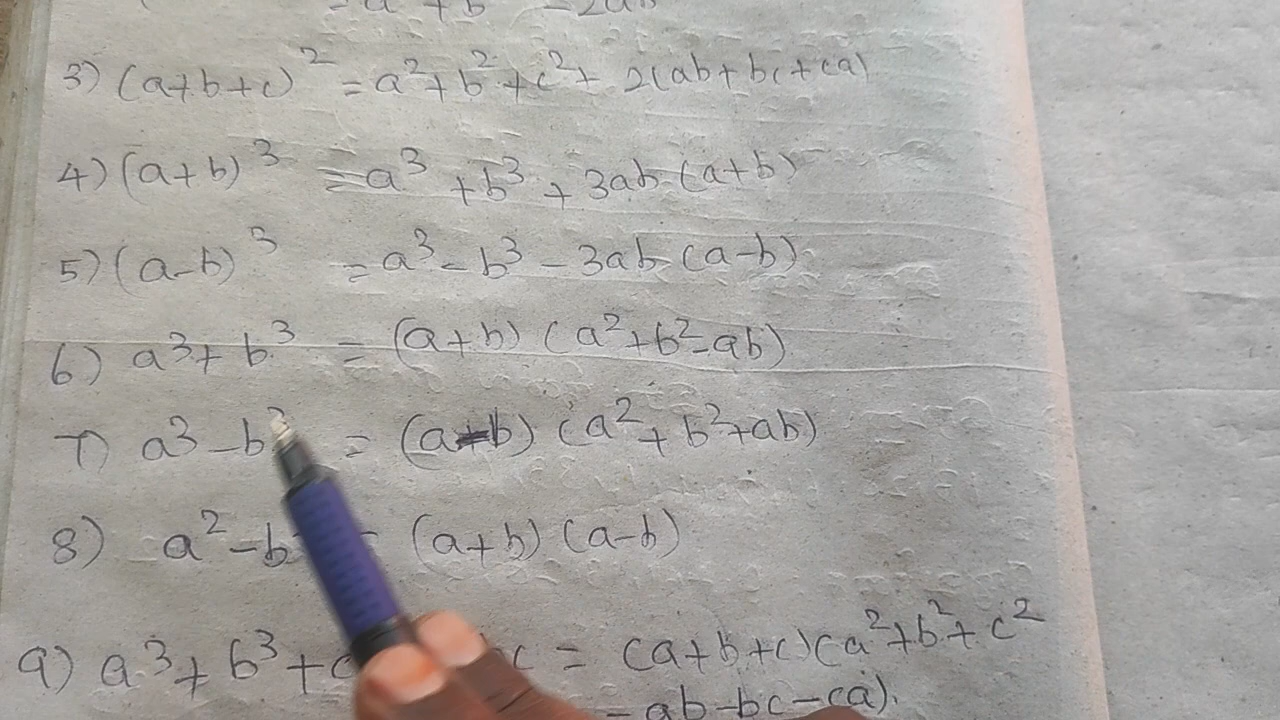 = a + b - 2ab
3) (a+b+c)² = a²+b²+c²+ 2(ab+bc+ca)
4) (a+b)³ = a³ +b³ + 3ab (a+b)
5) (a-b)³ = a³- b³ - 3ab (a-b)
6) a³+ b³ = (a+b) (a²+b²-ab)
7) a³ -b³ = (a-b) (a²+ b²+ab)
8) a² -b = (a+b) (a-b)
9) a³+ b³+c c = (a+b+c)(a²+b²+c²
- ab-bc-ca).